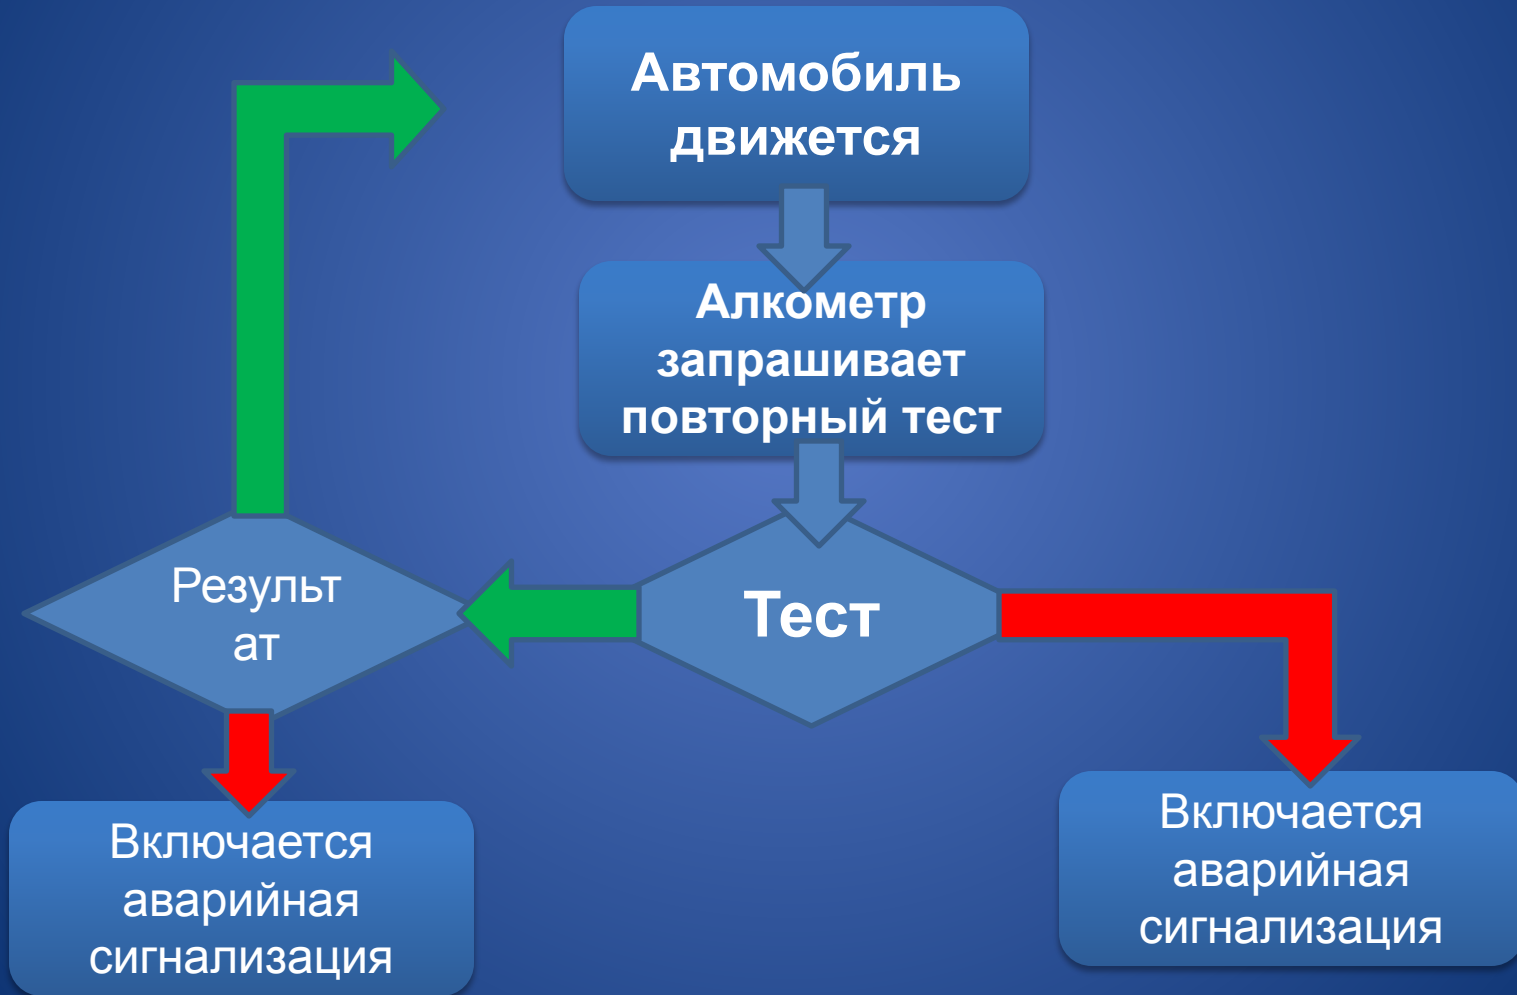 Автомобиль
движется
Алкометр
запрашивает
повторный тест
Результ
ат
Тест
Включается
аварийная
сигнализация
Включается
аварийная
сигнализация